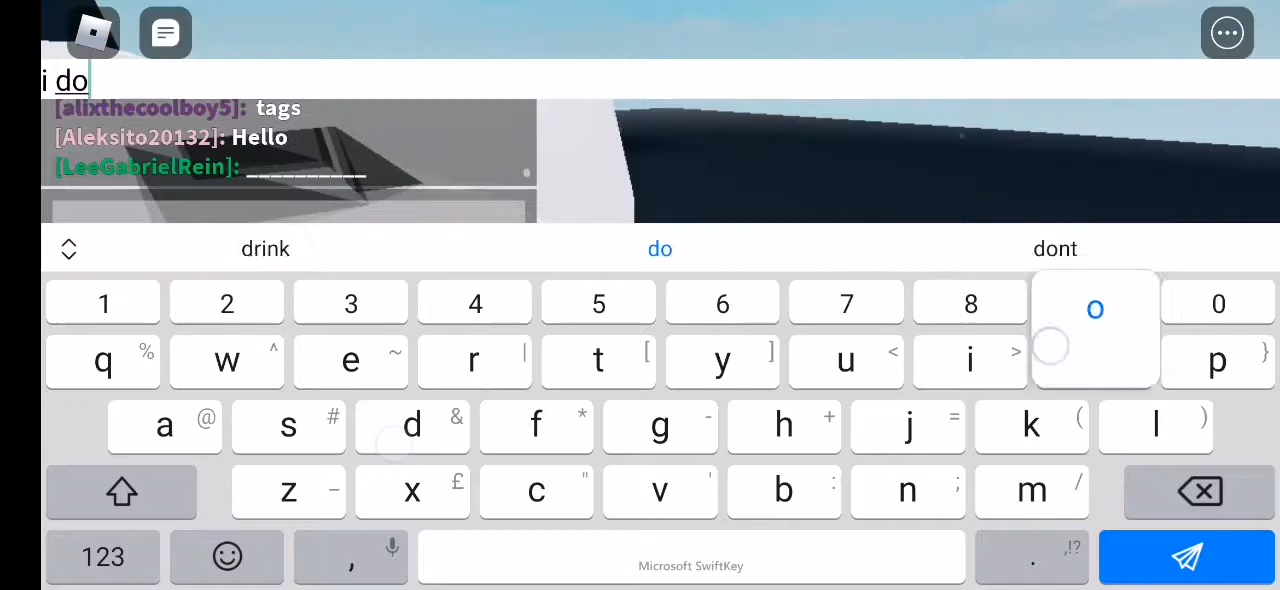 i do
[alixthecoolboy5]: tags
[Aleksito20132]: Hello
[LeeGabrielRein]: __________
drink do dont
1 2 3 4 5 6 7 8 o 0
q % w ^ e ~ r | t [ y ] u < i > p }
a @ s # d & f * g - h + j = k ( l )
z _ x £ c " v ' b : n ; m /
123 , Microsoft SwiftKey . ,!?